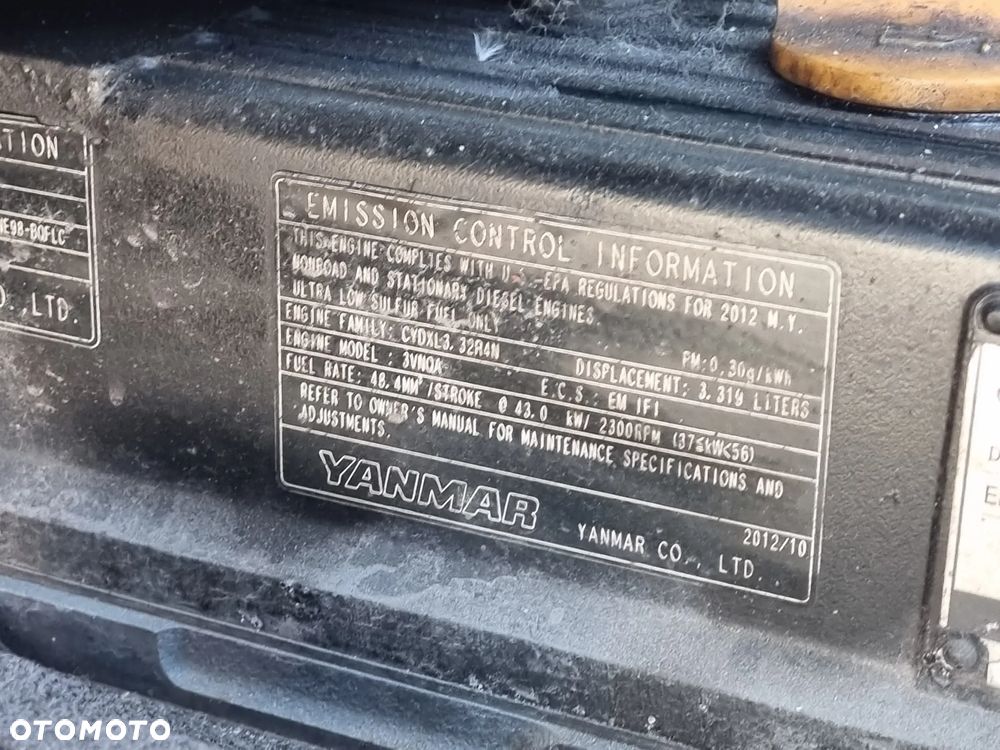 ATION
NE98-BOFLC
O.,LTD.
EMISSION CONTROL INFORMATION
THIS ENGINE COMPLIES WITH U.S. EPA REGULATIONS FOR 2012 M.Y.
NONROAD AND STATIONARY DIESEL ENGINES.
ULTRA LOW SULFUR FUEL ONLY
PM:0.30g/kWh
ENGINE FAMILY: CYDXL3.32R4N DISPLACEMENT: 3.319 LITERS
ENGINE MODEL : E.C.S: EM IFI
FUEL RATE: 48.4MM³/STROKE @ 43.0 kW/ 2300RPM (37≤kW<56)
REFER TO OWNER'S MANUAL FOR MAINTENANCE SPECIFICATIONS AND
ADJUSTMENTS.
2012/10
YANMAR YANMAR CO., LTD.
D
E
OTOMOTO